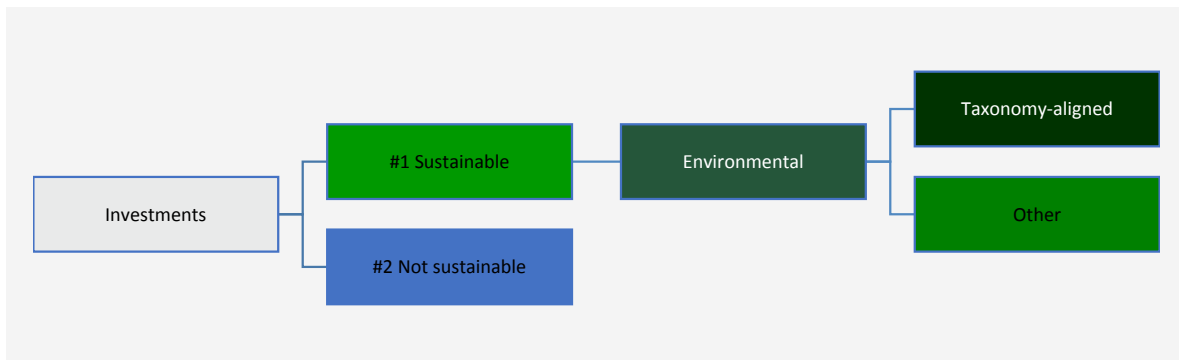 Investments
#1 Sustainable
#2 Not sustainable
Environmental
Taxonomy-aligned
Other